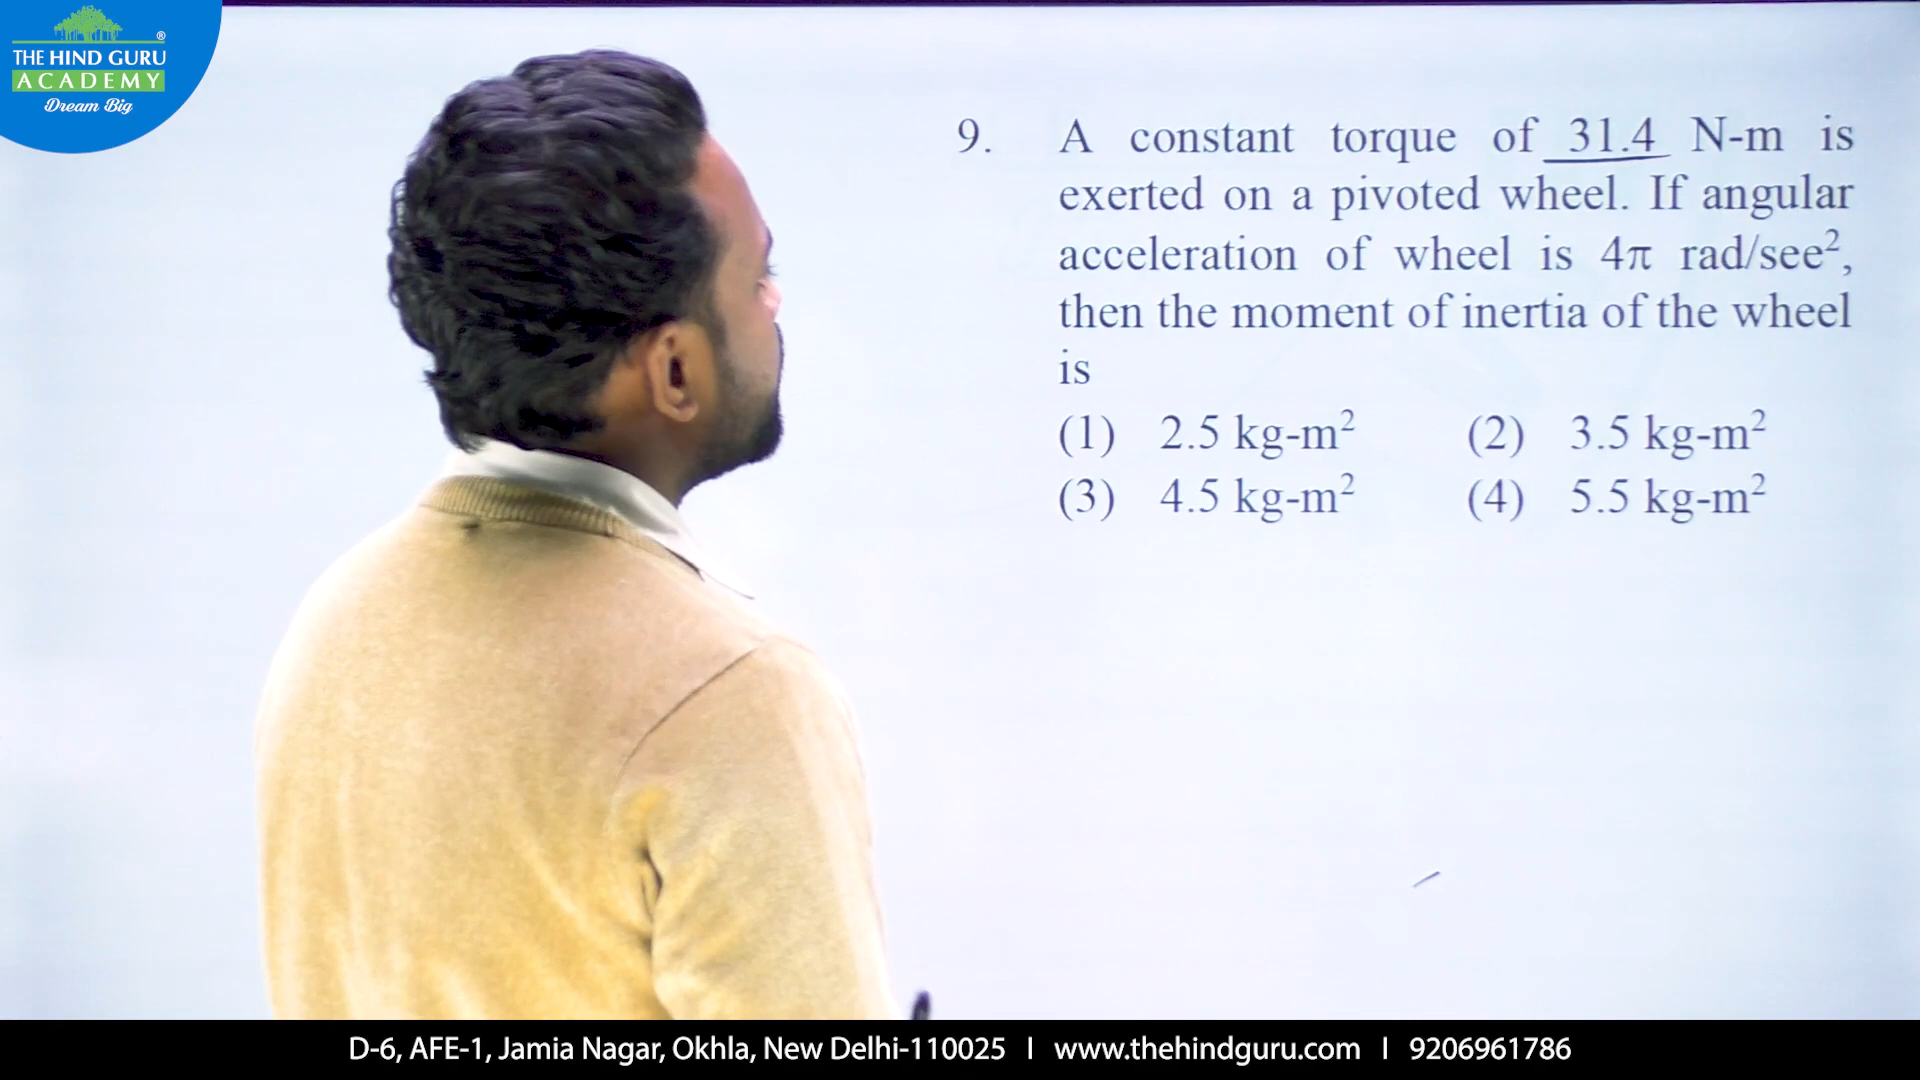 THE HIND GURU
®
ACADEMY
Dream Big
9. A constant torque of 31.4 N-m is
exerted on a pivoted wheel. If angular
acceleration of wheel is 4π rad/see²,
then the moment of inertia of the wheel
is
(1) 2.5 kg-m² (2) 3.5 kg-m²
(3) 4.5 kg-m² (4) 5.5 kg-m²
D-6, AFE-1, Jamia Nagar, Okhla, New Delhi-110025 I www.thehindguru.com I 9206961786